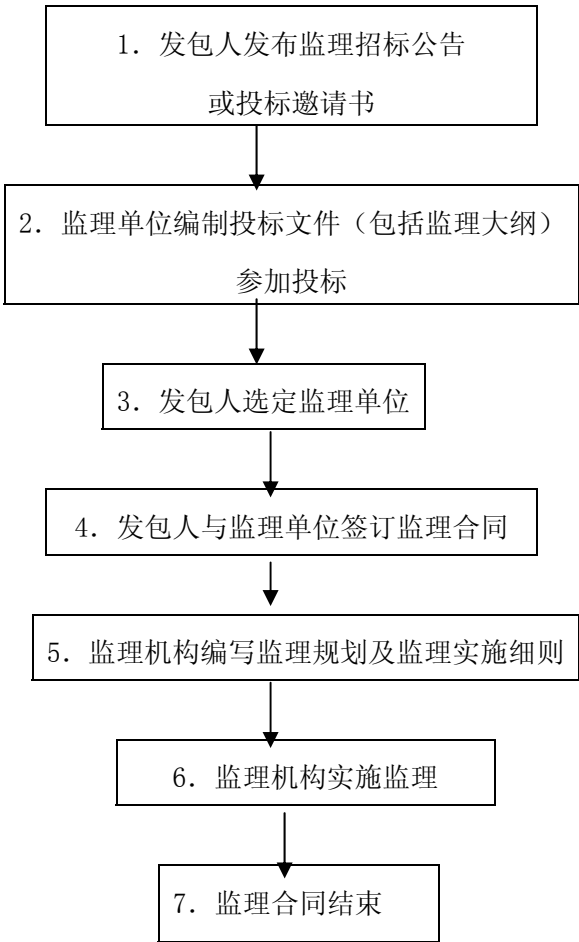 1. 发包人发布监理招标公告
或投标邀请书
2. 监理单位编制投标文件（包括监理大纲）
参加投标
3. 发包人选定监理单位
4. 发包人与监理单位签订监理合同
5. 监理机构编写监理规划及监理实施细则
6. 监理机构实施监理
7. 监理合同结束